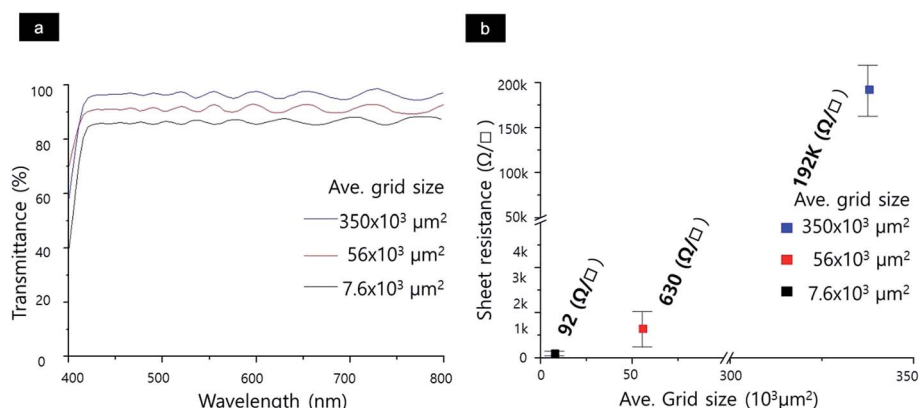 a
Transmittance (%)
100
80
60
40
20
0
400
500
600
700
800
Wavelength (nm)
Ave. grid size
350x10³ μm²
56x10³ μm²
7.6x10³ μm²
b
Sheet resistance (Ω/□)
200k
150k
100k
50k
4k
3k
2k
1k
0
0
50
300
350
Ave. Grid size (10³μm²)
92 (Ω/□)
630 (Ω/□)
192K (Ω/□)
Ave. grid size
350x10³ μm²
56x10³ μm²
7.6x10³ μm²